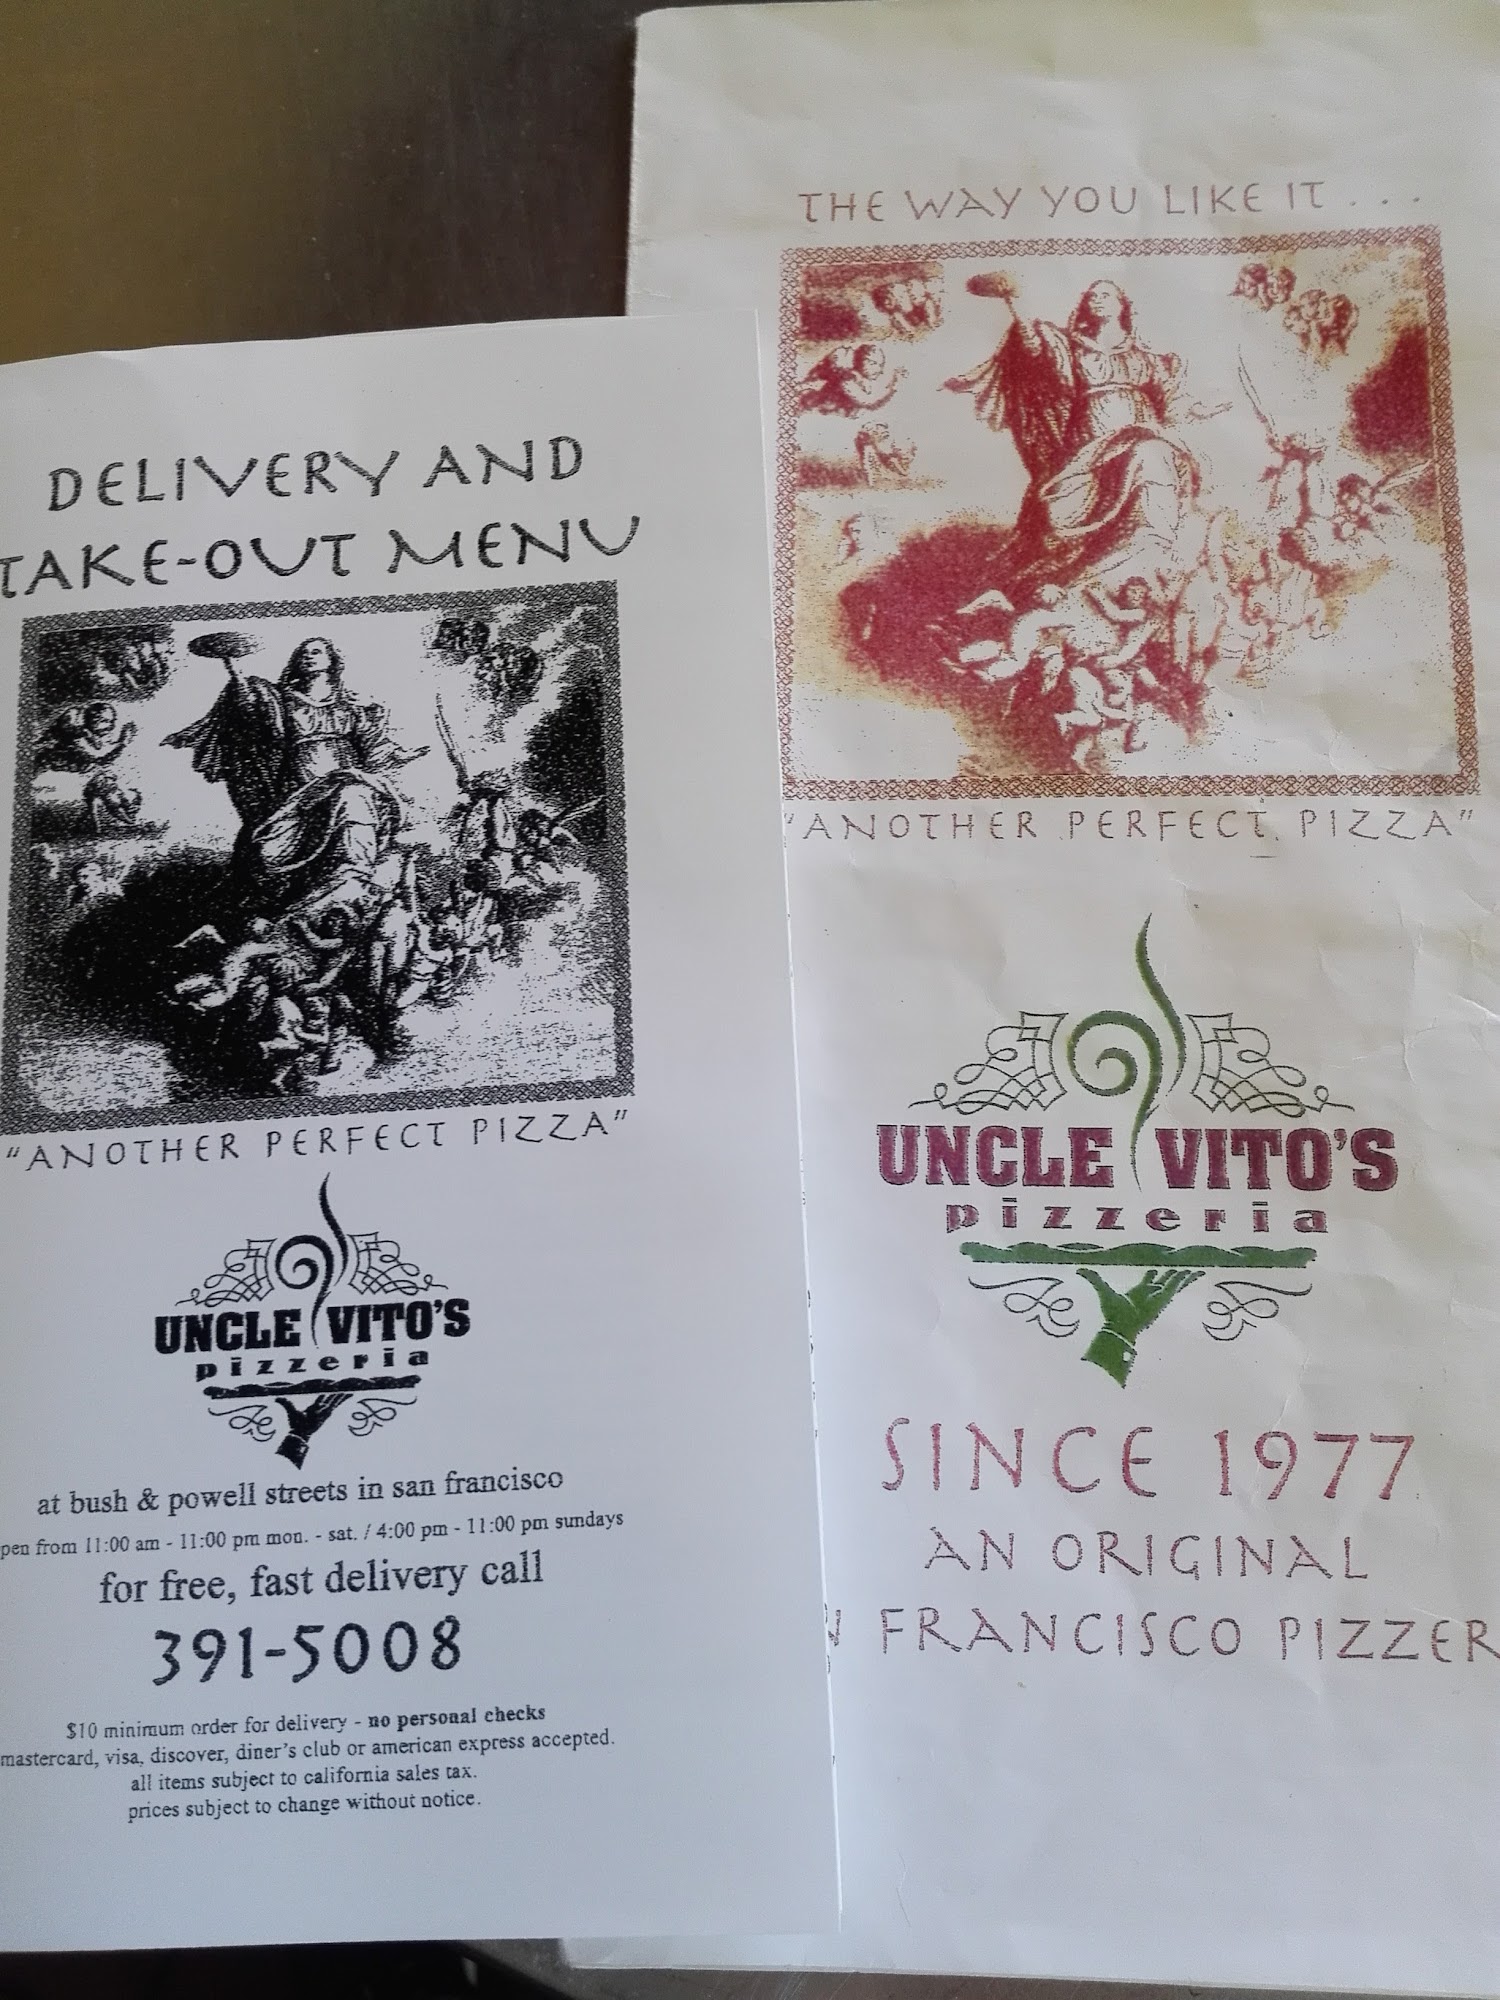 DELIVERY AND
TAKE-OUT MENU
"ANOTHER PERFECT PIZZA"
UNCLE VITO'S
pizzeria
at bush & powell streets in san francisco
pen from 11:00 am - 11:00 pm mon. - sat. / 4:00 pm - 11:00 pm sundays
for free, fast delivery call
391-5008
$10 minimum order for delivery - no personal checks
mastercard, visa, discover, diner's club or american express accepted.
all items subject to california sales tax.
prices subject to change without notice.
THE WAY YOU LIKE IT . . .
"ANOTHER PERFECT PIZZA"
UNCLE VITO'S
pizzeria
SINCE 1977
AN ORIGINAL
N FRANCISCO PIZZER